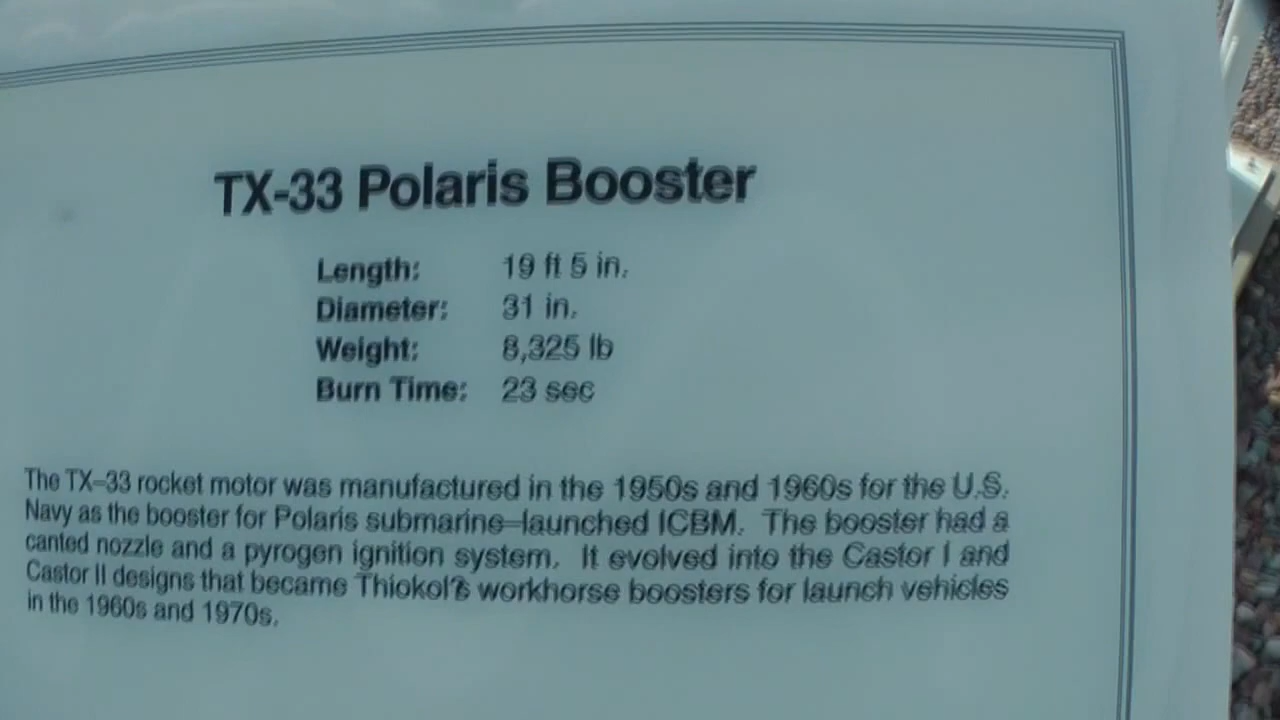 TX-33 Polaris Booster
Length: 19 ft 5 in.
Diameter: 31 in.
Weight: 8,325 lb
Burn Time: 23 sec
The TX-33 rocket motor was manufactured in the 1950s and 1960s for the U.S.
Navy as the booster for Polaris submarine-launched ICBM. The booster had a
canted nozzle and a pyrogen ignition system. It evolved into the Castor I and
Castor II designs that became Thiokol's workhorse boosters for launch vehicles
in the 1960s and 1970s.